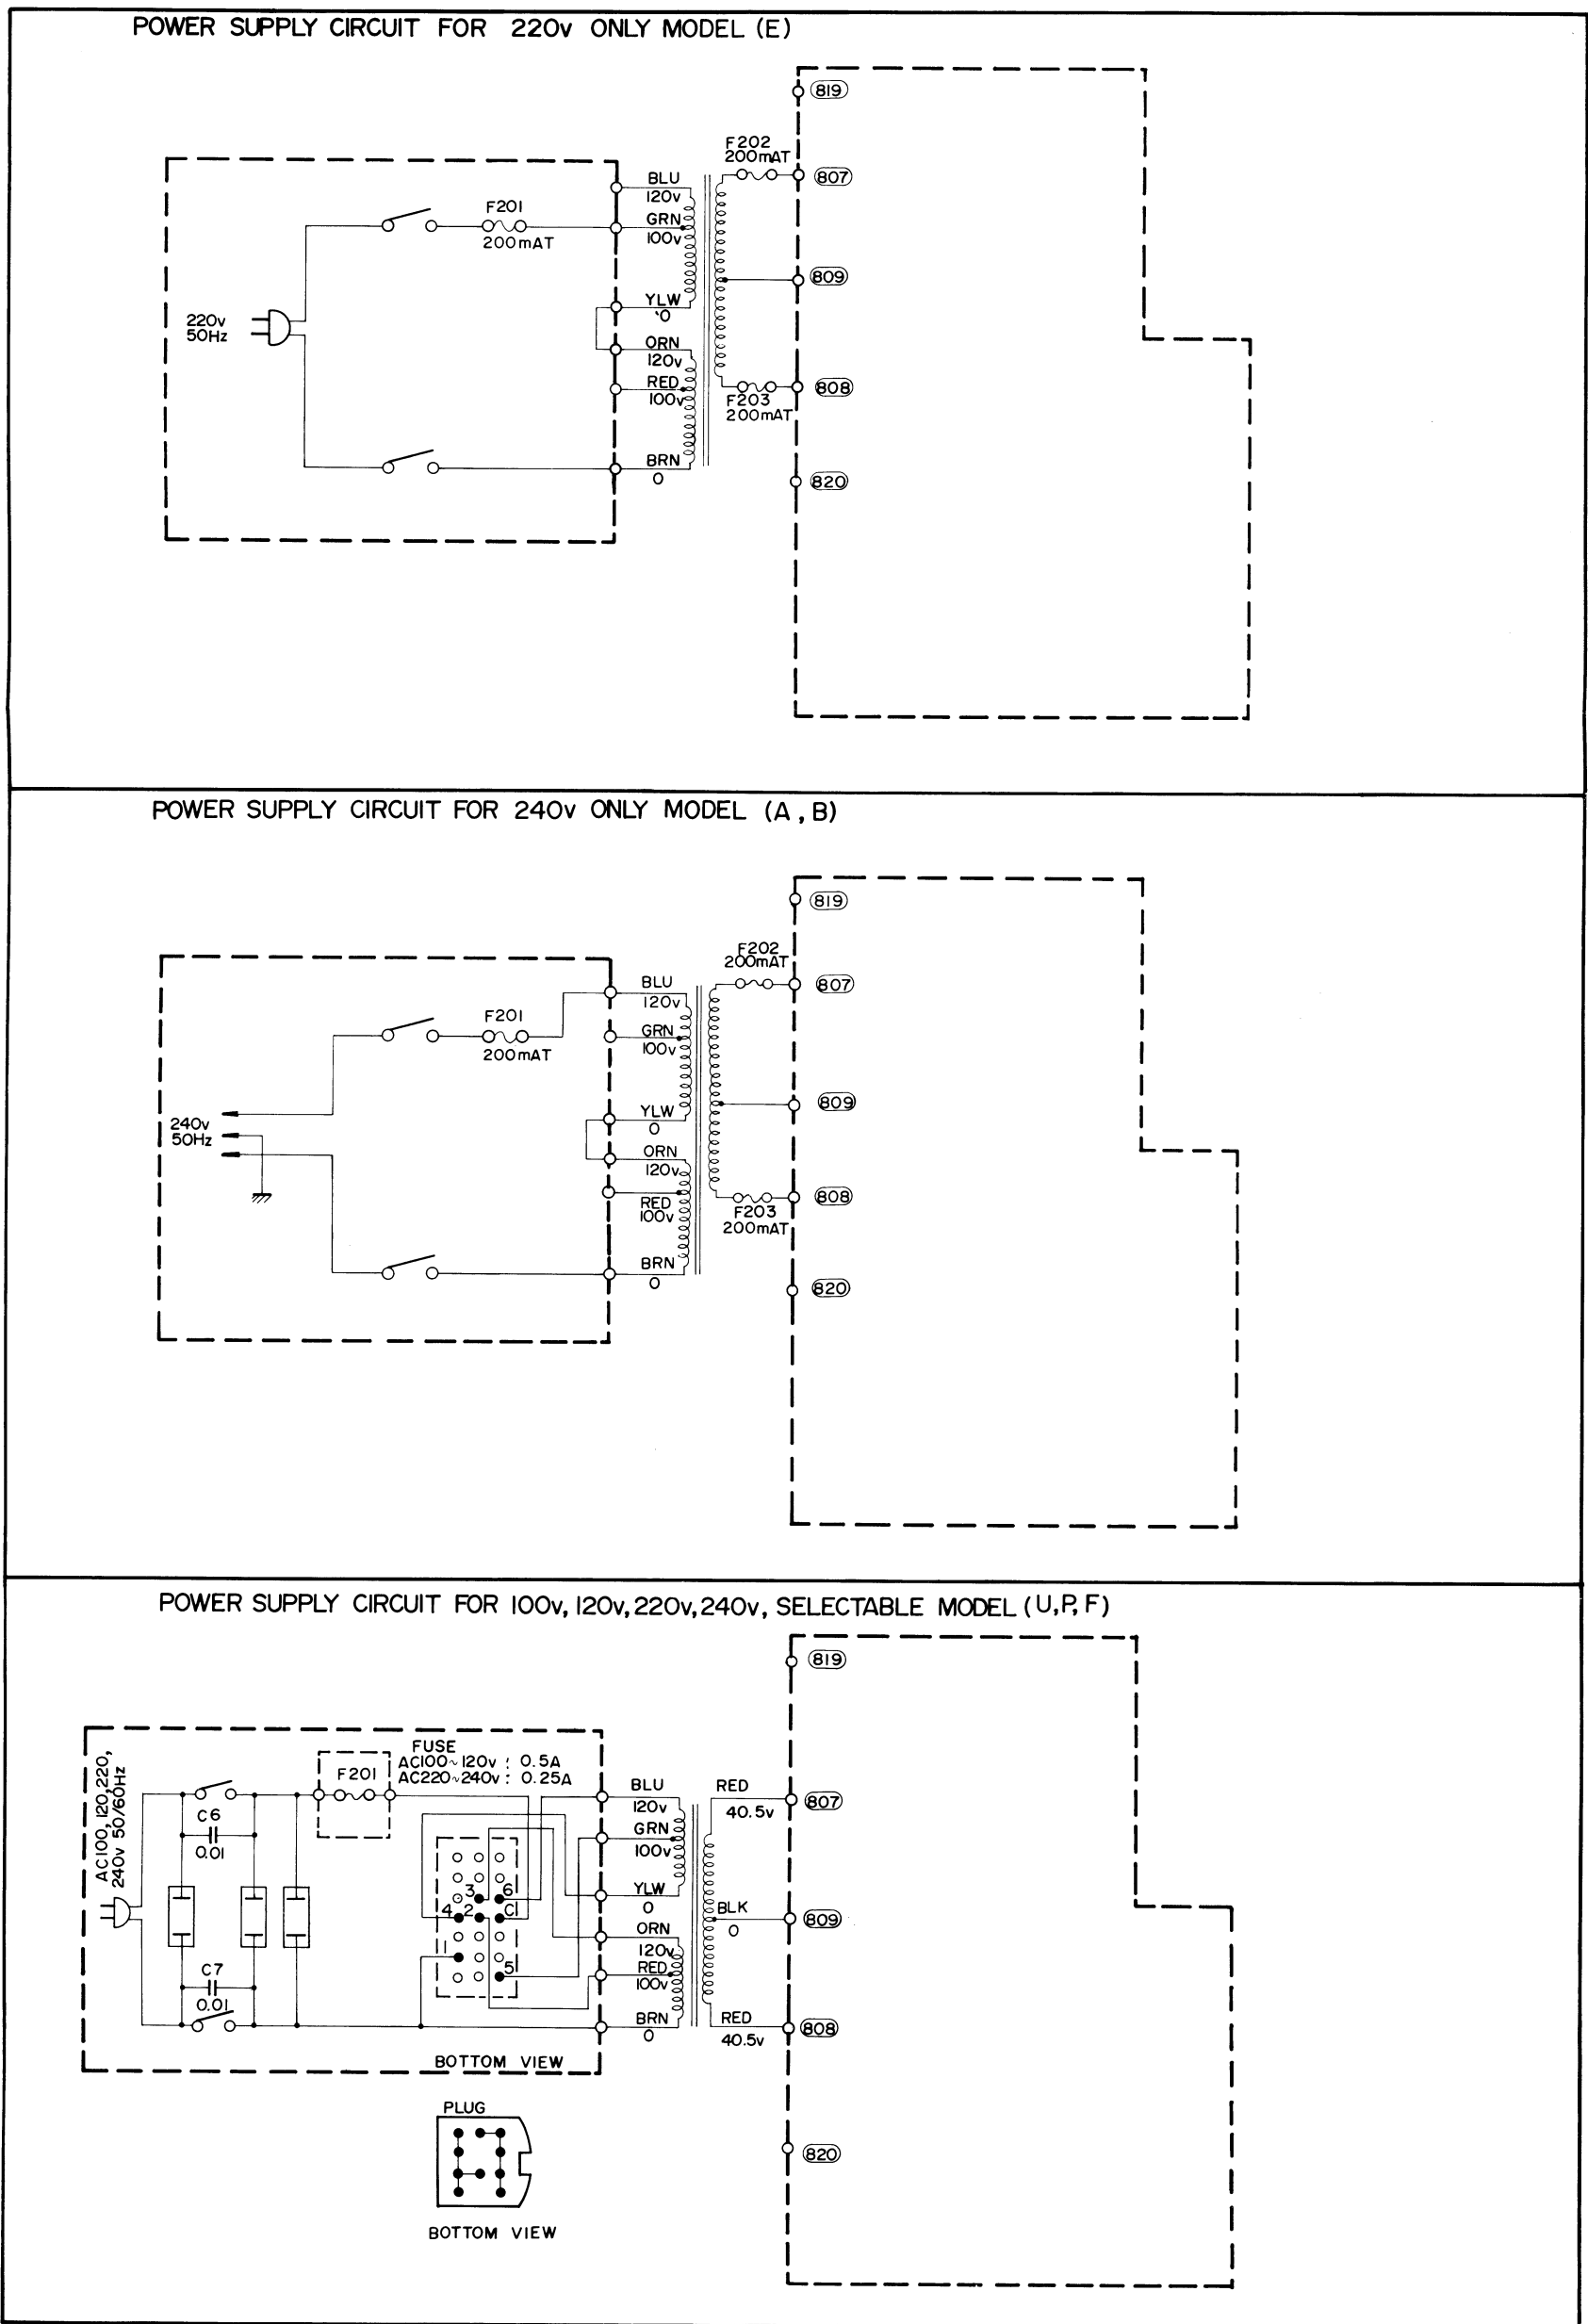 POWER SUPPLY CIRCUIT FOR 220v ONLY MODEL (E)
819
F202
200mAT
807
BLU
120v
F201
200mAT
GRN
100v
809
YLW
0
220v
50Hz
ORN
120v
RED
100v
F203
200mAT
808
BRN
0
820
POWER SUPPLY CIRCUIT FOR 240v ONLY MODEL (A, B)
819
F202
200mAT
807
BLU
120v
F201
200mAT
GRN
100v
809
YLW
0
240v
50Hz
ORN
120v
RED
100v
808
F203
200mAT
BRN
0
820
POWER SUPPLY CIRCUIT FOR 100v, 120v, 220v, 240v, SELECTABLE MODEL (U, P, F)
819
AC100, 120, 220,
240v 50/60Hz
FUSE
AC100~120v : 0.5A
AC220~240v : 0.25A
F201
BLU
120v
RED
40.5v
807
C6
0.01
GRN
100v
3
6
YLW
0
4
2
C
BLK
0
809
ORN
120v
1
RED
100v
5
C7
0.01
BRN
0
RED
40.5v
808
BOTTOM VIEW
PLUG
820
BOTTOM VIEW